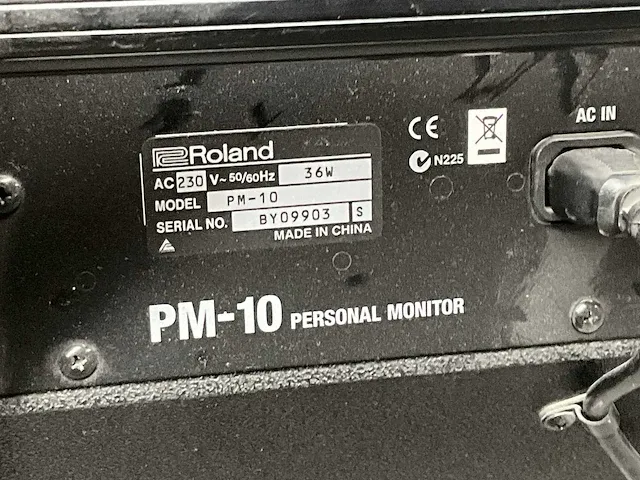 AC IN
CE
N225
Roland
AC 230 V~ 50/60Hz 36W
MODEL PM-10
SERIAL NO. BY09903 S
MADE IN CHINA
PM-10 PERSONAL MONITOR